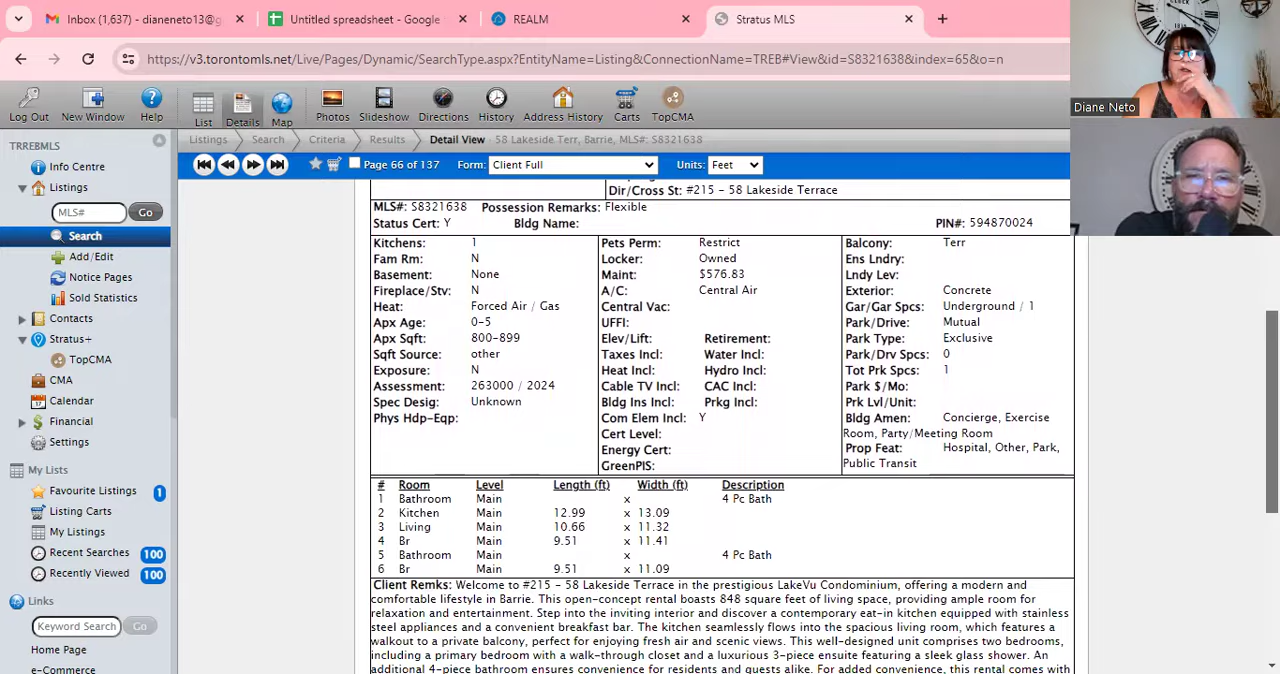 Inbox (1,637) - dianeneto13@g
Untitled spreadsheet - Google
REALM
Stratus MLS
https://v3.torontomls.net/Live/Pages/Dynamic/SearchType.aspx?EntityName=Listing&ConnectionName=TREB#View&id=S8321638&index=65&o=n
Diane Neto
Log Out New Window Help List Details Map Photos Slideshow Directions History Address History Carts TopCMA
TRREBMLS
Listings Search Criteria Results Detail View - 58 Lakeside Terr, Barrie, MLS#: S8321638
Page 66 of 137 Form: Client Full Units: Feet
Info Centre
Listings
MLS# Go
Search
Add/Edit
Notice Pages
Sold Statistics
Contacts
Stratus+
TopCMA
CMA
Calendar
Financial
Settings
My Lists
Favourite Listings 1
Listing Carts
My Listings
Recent Searches 100
Recently Viewed 100
Links
Keyword Search Go
Home Page
e-Commerce
Dir/Cross St: #215 - 58 Lakeside Terrace
MLS#: S8321638 Possession Remarks: Flexible
Status Cert: Y Bldg Name: PIN#: 594870024
Kitchens: 1
Fam Rm: N
Basement: None
Fireplace/Stv: N
Heat: Forced Air / Gas
Apx Age: 0-5
Apx Sqft: 800-899
Sqft Source: other
Exposure: N
Assessment: 263000 / 2024
Spec Desig: Unknown
Phys Hdp-Eqp:
Pets Perm: Restrict
Locker: Owned
Maint: $576.83
A/C: Central Air
Central Vac:
UFFI:
Elev/Lift: Retirement:
Taxes Incl: Water Incl:
Heat Incl: Hydro Incl:
Cable TV Incl: CAC Incl:
Bldg Ins Incl: Prkg Incl:
Com Elem Incl: Y
Cert Level:
Energy Cert:
GreenPIS:
Balcony: Terr
Ens Lndry:
Lndy Lev:
Exterior: Concrete
Gar/Gar Spcs: Underground / 1
Park/Drive: Mutual
Park Type: Exclusive
Park/Drv Spcs: 0
Tot Prk Spcs: 1
Park $/Mo:
Prk Lvl/Unit:
Bldg Amen: Concierge, Exercise
Room, Party/Meeting Room
Prop Feat: Hospital, Other, Park,
Public Transit
# Room Level Length (ft) Width (ft) Description
1 Bathroom Main x 4 Pc Bath
2 Kitchen Main 12.99 x 13.09
3 Living Main 10.66 x 11.32
4 Br Main 9.51 x 11.41
5 Bathroom Main x 4 Pc Bath
6 Br Main 9.51 x 11.09
Client Remks: Welcome to #215 - 58 Lakeside Terrace in the prestigious LakeVu Condominium, offering a modern and
comfortable lifestyle in Barrie. This open-concept rental boasts 848 square feet of living space, providing ample room for
relaxation and entertainment. Step into the inviting interior and discover a contemporary eat-in kitchen equipped with stainless
steel appliances and a convenient breakfast bar. The kitchen seamlessly flows into the spacious living room, which features a
walkout to a private balcony, perfect for enjoying fresh air and scenic views. This well-designed unit comprises two bedrooms,
including a primary bedroom with a walk-through closet and a luxurious 3-piece ensuite featuring a sleek glass shower. An
additional 4-piece bathroom ensures convenience for residents and guests alike. For added convenience, this rental comes with